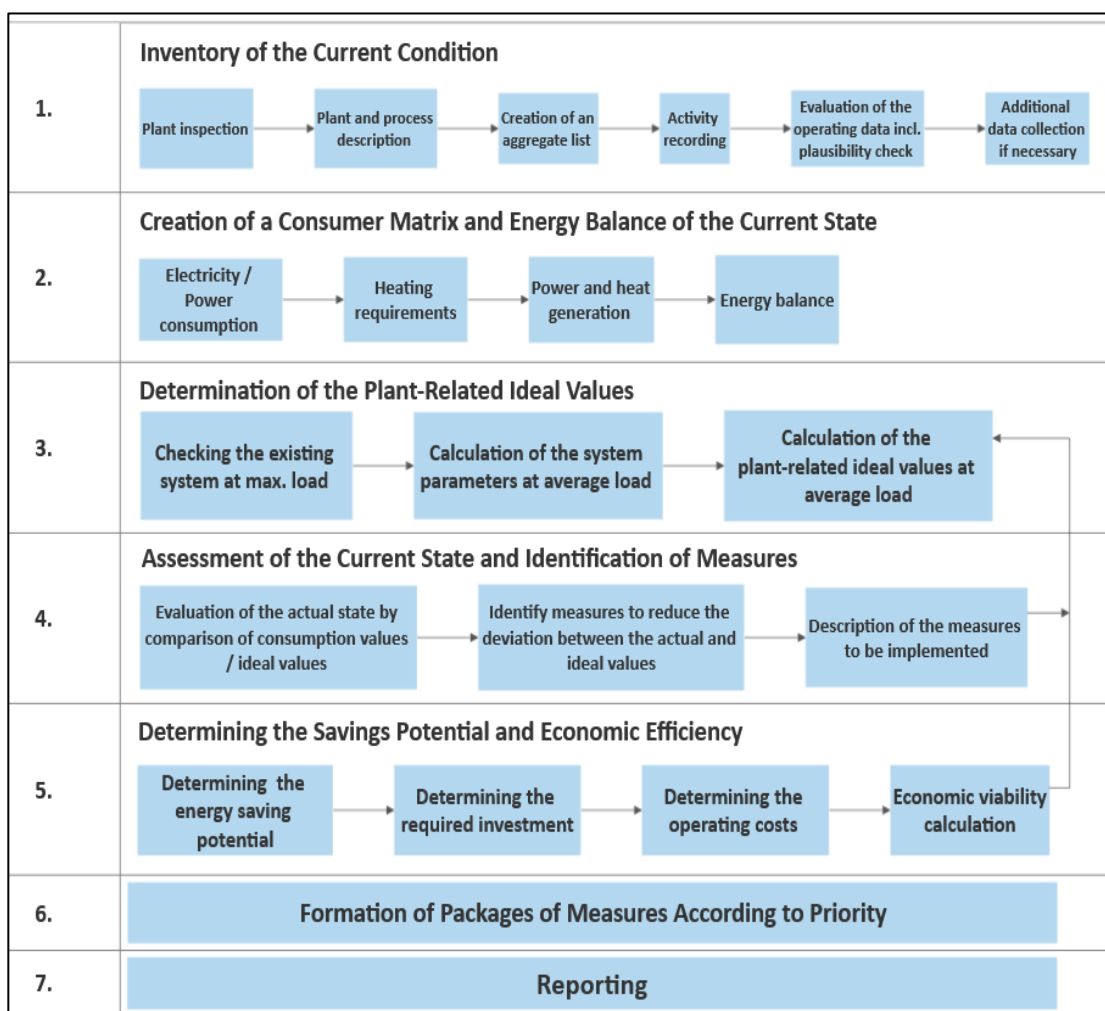 1.
Inventory of the Current Condition
Plant inspection
Plant and process
description
Creation of an
aggregate list
Activity
recording
Evaluation of the
operating data incl.
plausibility check
Additional
data collection
if necessary
2.
Creation of a Consumer Matrix and Energy Balance of the Current State
Electricity /
Power
consumption
Heating
requirements
Power and heat
generation
Energy balance
3.
Determination of the Plant-Related Ideal Values
Checking the existing
system at max. load
Calculation of the system
parameters at average load
Calculation of the
plant-related ideal values at
average load
4.
Assessment of the Current State and Identification of Measures
Evaluation of the actual state by
comparison of consumption values
/ ideal values
Identify measures to reduce the
deviation between the actual and
ideal values
Description of the measures
to be implemented
5.
Determining the Savings Potential and Economic Efficiency
Determining the
energy saving
potential
Determining the
required investment
Determining the
operating costs
Economic viability
calculation
6.
Formation of Packages of Measures According to Priority
7.
Reporting